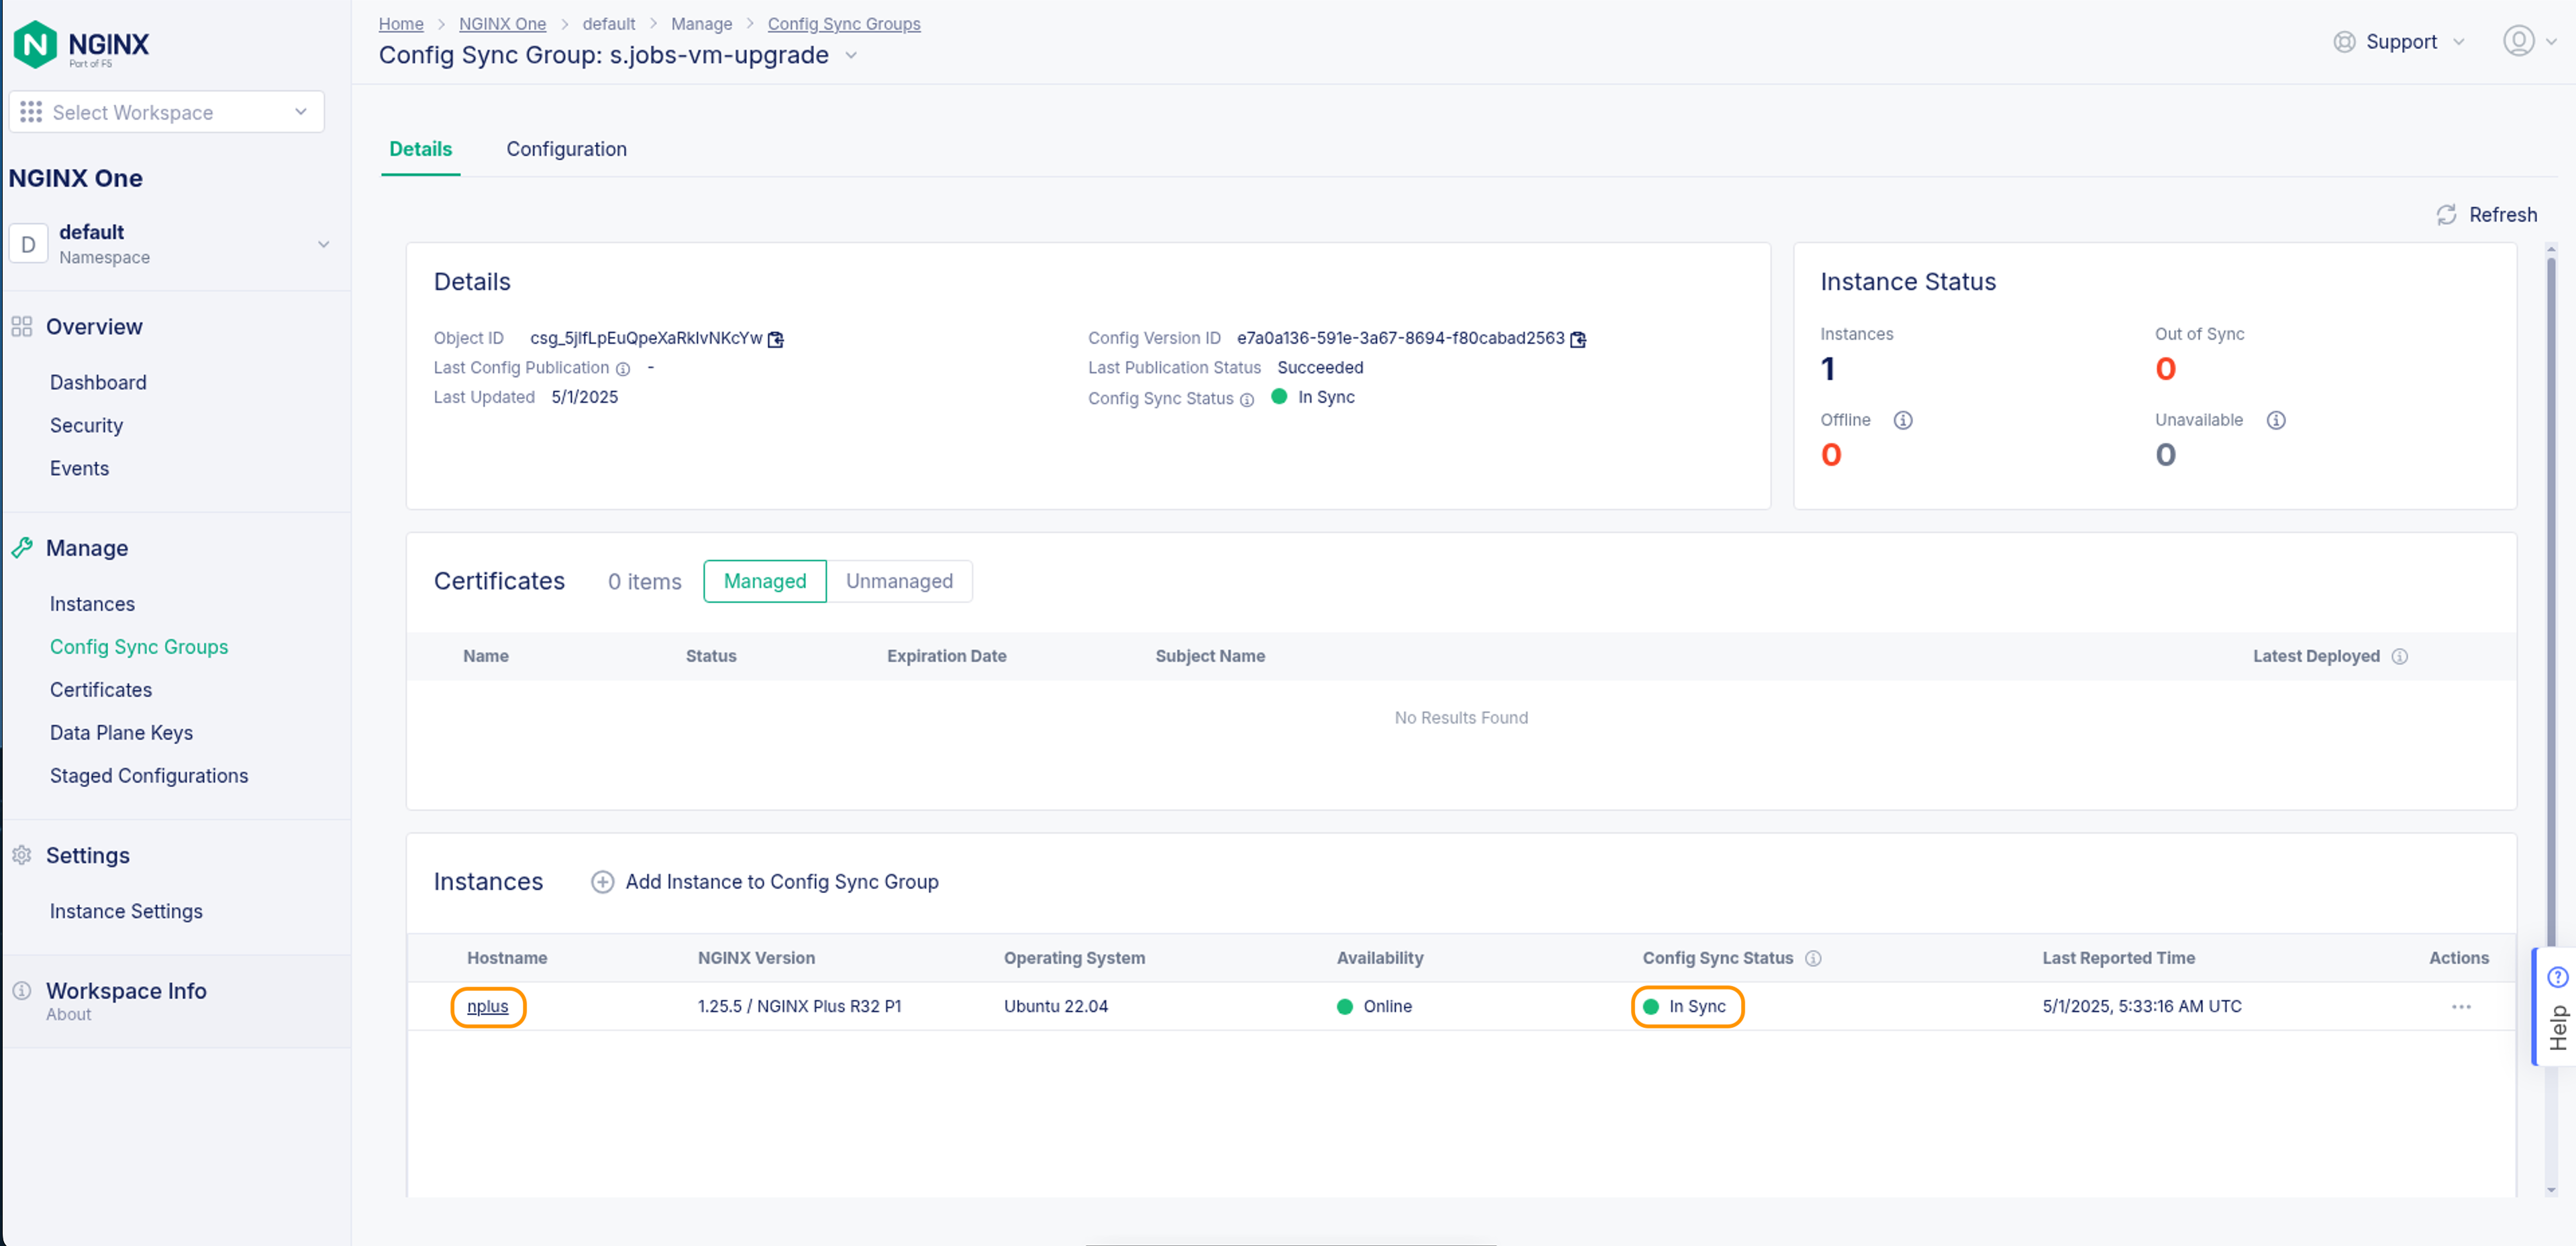 NGINX
Part of F5
Select Workspace
NGINX One
D
default
Namespace
Overview
Dashboard
Security
Events
Manage
Instances
Config Sync Groups
Certificates
Data Plane Keys
Staged Configurations
Settings
Instance Settings
Workspace Info
About
Home > NGINX One > default > Manage > Config Sync Groups
Config Sync Group: s.jobs-vm-upgrade
Support
Details Configuration
Refresh
Details
Object ID csg_5jIfLpEuQpeXaRklvNKcYw
Last Config Publication -
Last Updated 5/1/2025
Config Version ID e7a0a136-591e-3a67-8694-f80cabad2563
Last Publication Status Succeeded
Config Sync Status In Sync
Instance Status
Instances Out of Sync
1 0
Offline Unavailable
0 0
Certificates 0 items Managed Unmanaged
Name Status Expiration Date Subject Name Latest Deployed
No Results Found
Instances Add Instance to Config Sync Group
Hostname NGINX Version Operating System Availability Config Sync Status Last Reported Time Actions
nplus 1.25.5 / NGINX Plus R32 P1 Ubuntu 22.04 Online In Sync 5/1/2025, 5:33:16 AM UTC ...
Help